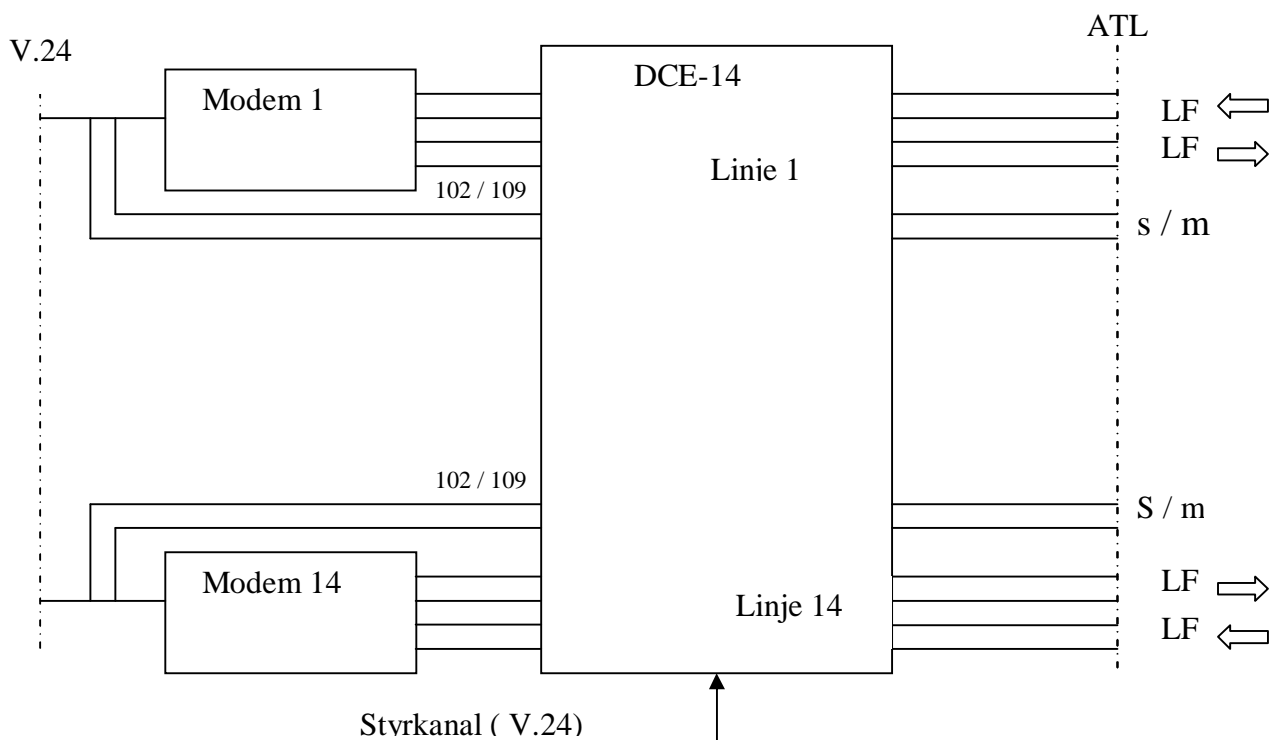 ATL
V.24
DCE-14
Modem 1
LF
LF
Linje 1
102 / 109
s / m
102 / 109
S / m
Modem 14
LF
Linje 14
LF
Styrkanal ( V.24)